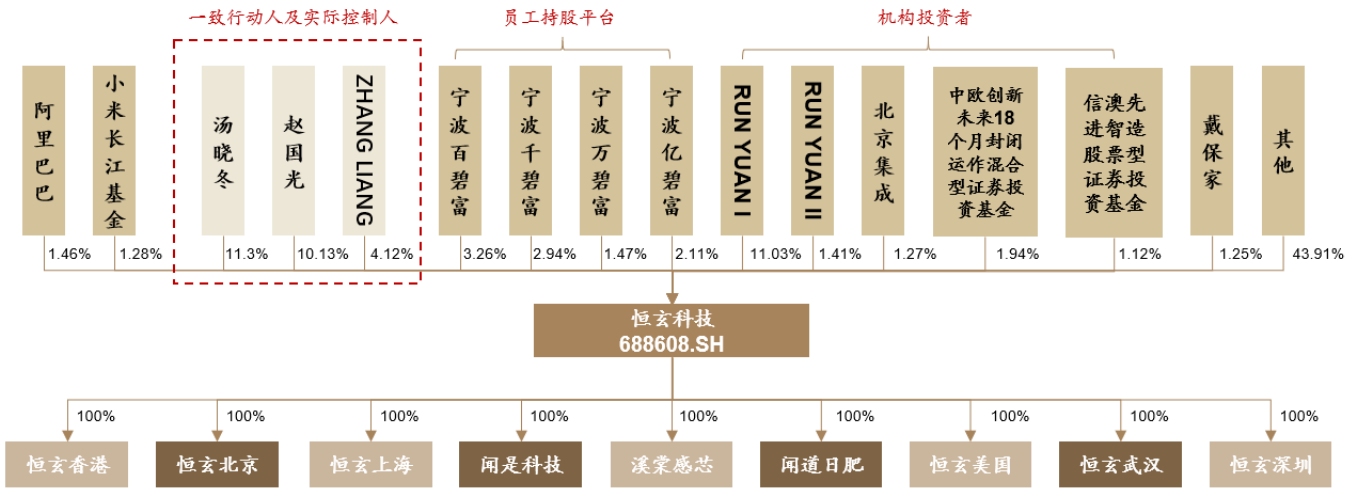 一致行动人及实际控制人
员工持股平台
机构投资者
阿里巴巴
小米长江基金
汤晓冬
赵国光
ZHANG LIANG
宁波百碧富
宁波千碧富
宁波万碧富
宁波亿碧富
RUN YUAN I
RUN YUAN II
北京集成
中欧创新
未来18
个月封闭
运作混合
型证券投
资基金
信澳先
进智造
股票型
证券投
资基金
戴保家
其他
1.46%
1.28%
11.3%
10.13%
4.12%
3.26%
2.94%
1.47%
2.11%
11.03%
1.41%
1.27%
1.94%
1.12%
1.25%
43.91%
恒玄科技
688608.SH
100%
100%
100%
100%
100%
100%
100%
100%
100%
恒玄香港
恒玄北京
恒玄上海
闻是科技
溪棠感芯
闻道日肥
恒玄美国
恒玄武汉
恒玄深圳